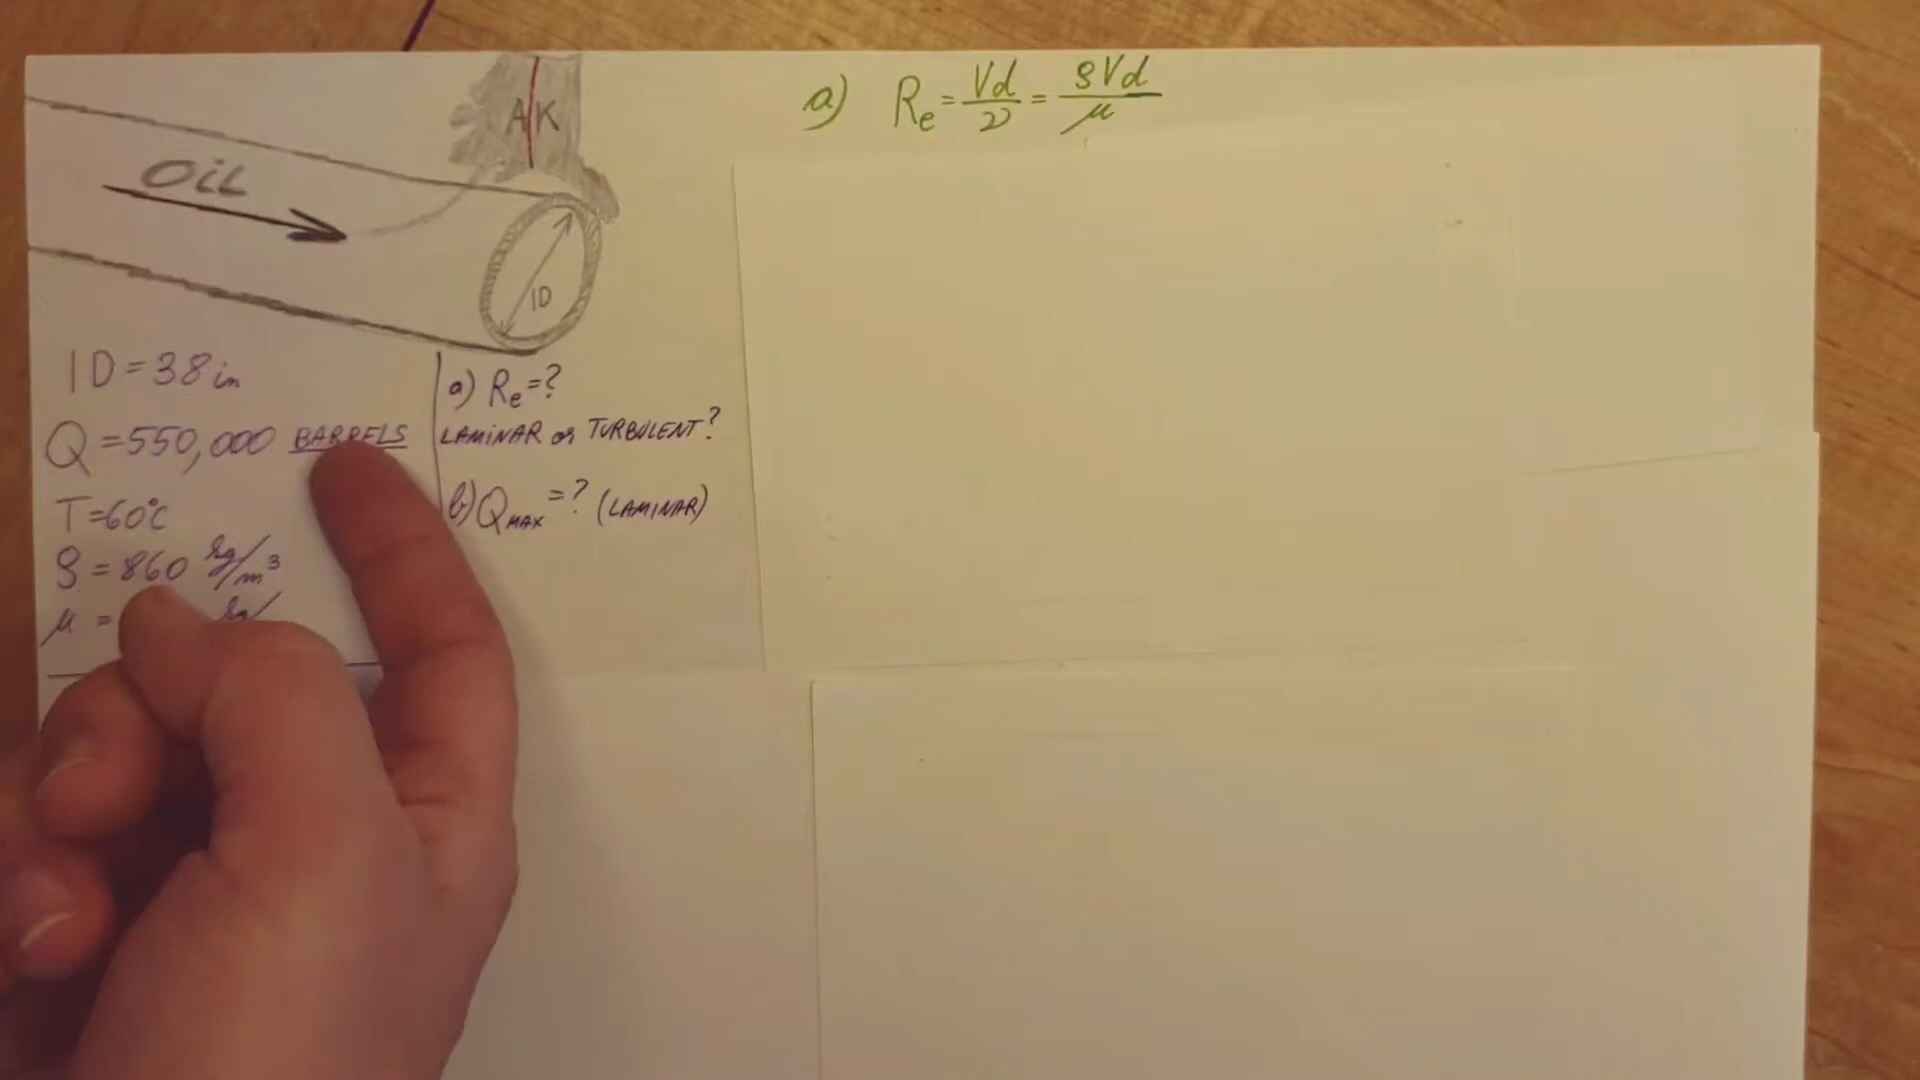 AK
OiL
ID
ID = 38 in
Q = 550,000 BARRELS
T = 60°C
ρ = 860 kg/m³
μ = kg/
a) Re = ?
LAMiNAR or TURBULENT?
b) QMAX = ? (LAMINAR)
a) Re = Vd/ν = ρVd/μ